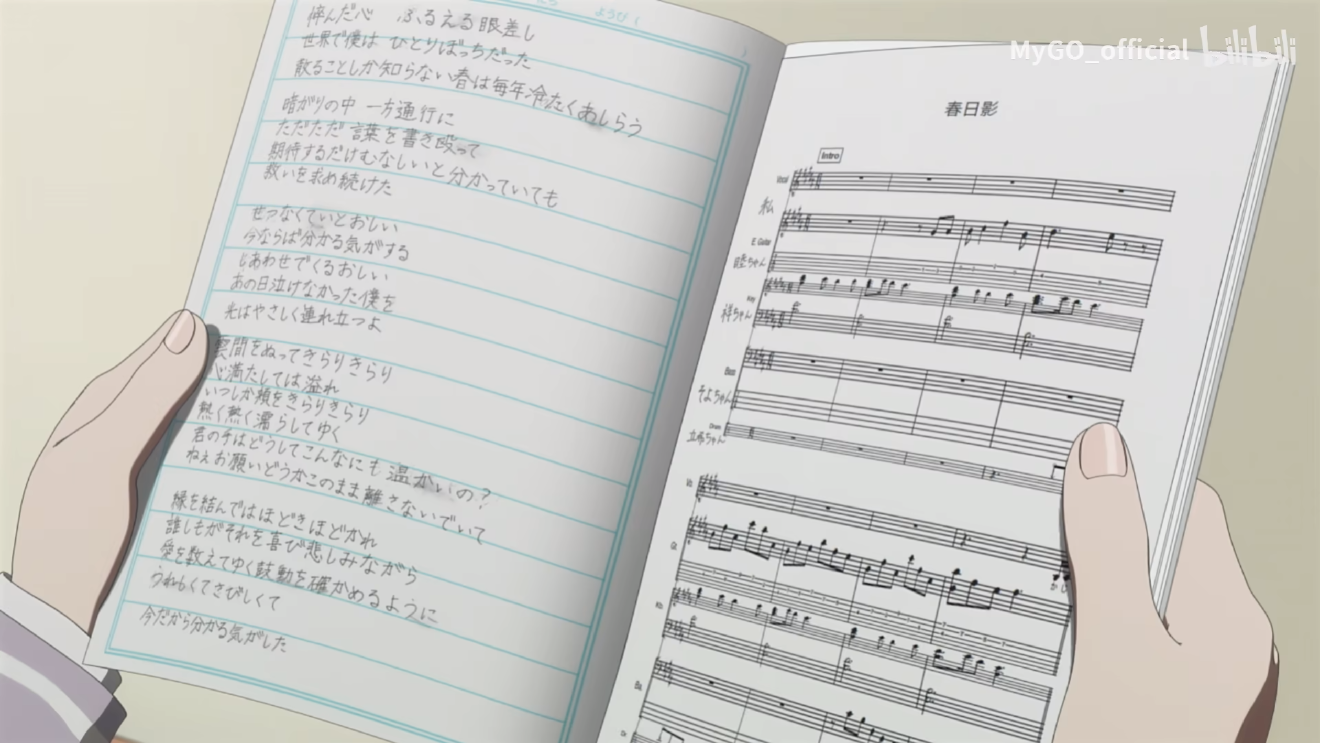 ようび
悴んだ心 ふるえる眼差し
世界で僕は ひとりぼっちだった
散ることしか知らない春は毎年冷たくあしらう
暗がりの中 一方通行に
ただただ 言葉を書き殴って
期待するだけむなしいと分かっていても
救いを求め続けた
せつなくていとおしい
今ならば分かる気がする
しあわせでくるおしい
あの日泣けなかった僕を
光はやさしく連れ立つよ
雲間をぬってきらりきらり
心満たしては溢れ
いつしか頬をきらりきらり
熱く熱く濡らしてゆく
君の手はどうしてこんなにも温かいの?
ねぇお願いどうかこのまま離さないでいて
縁を結んではほどきほどかれ
誰しもがそれを喜び悲しみながら
愛を数えてゆく鼓動を確かめるように
うれしくてさびしくて
今だから分かる気がした
MyGO_official bilibili
春日影
Intro
Vocal
私
E. Guitar
睦ちゃん
Key
祥ちゃん
Bass
そよちゃん
Drum
立希ちゃん
Vo.
Gt.
Kb.
Ba.
Dr.
かじ